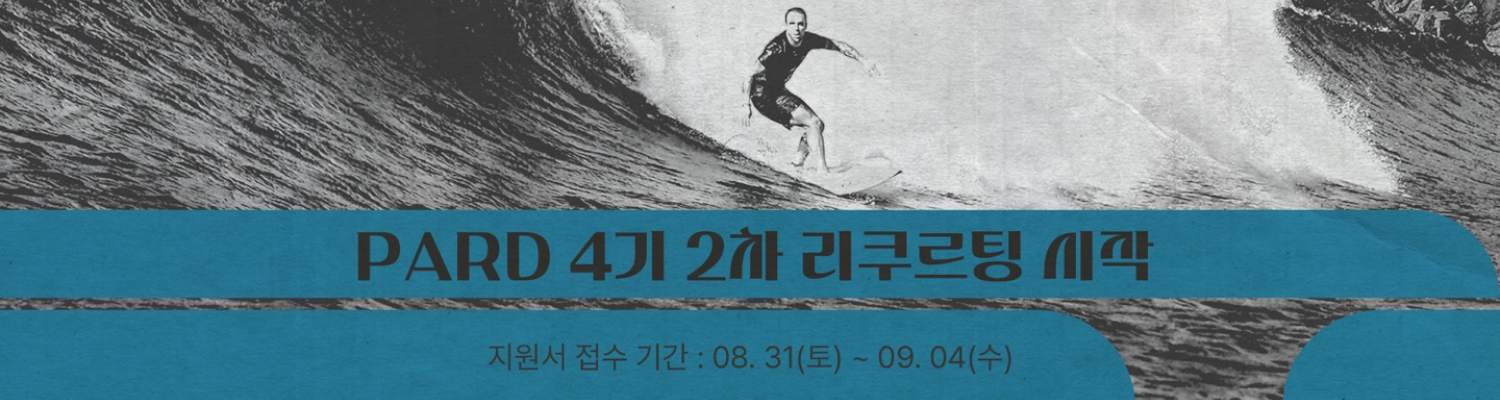 PARD 4기 2차 리쿠르팅 시작
지원서 접수 기간 : 08. 31(토) ~ 09. 04(수)